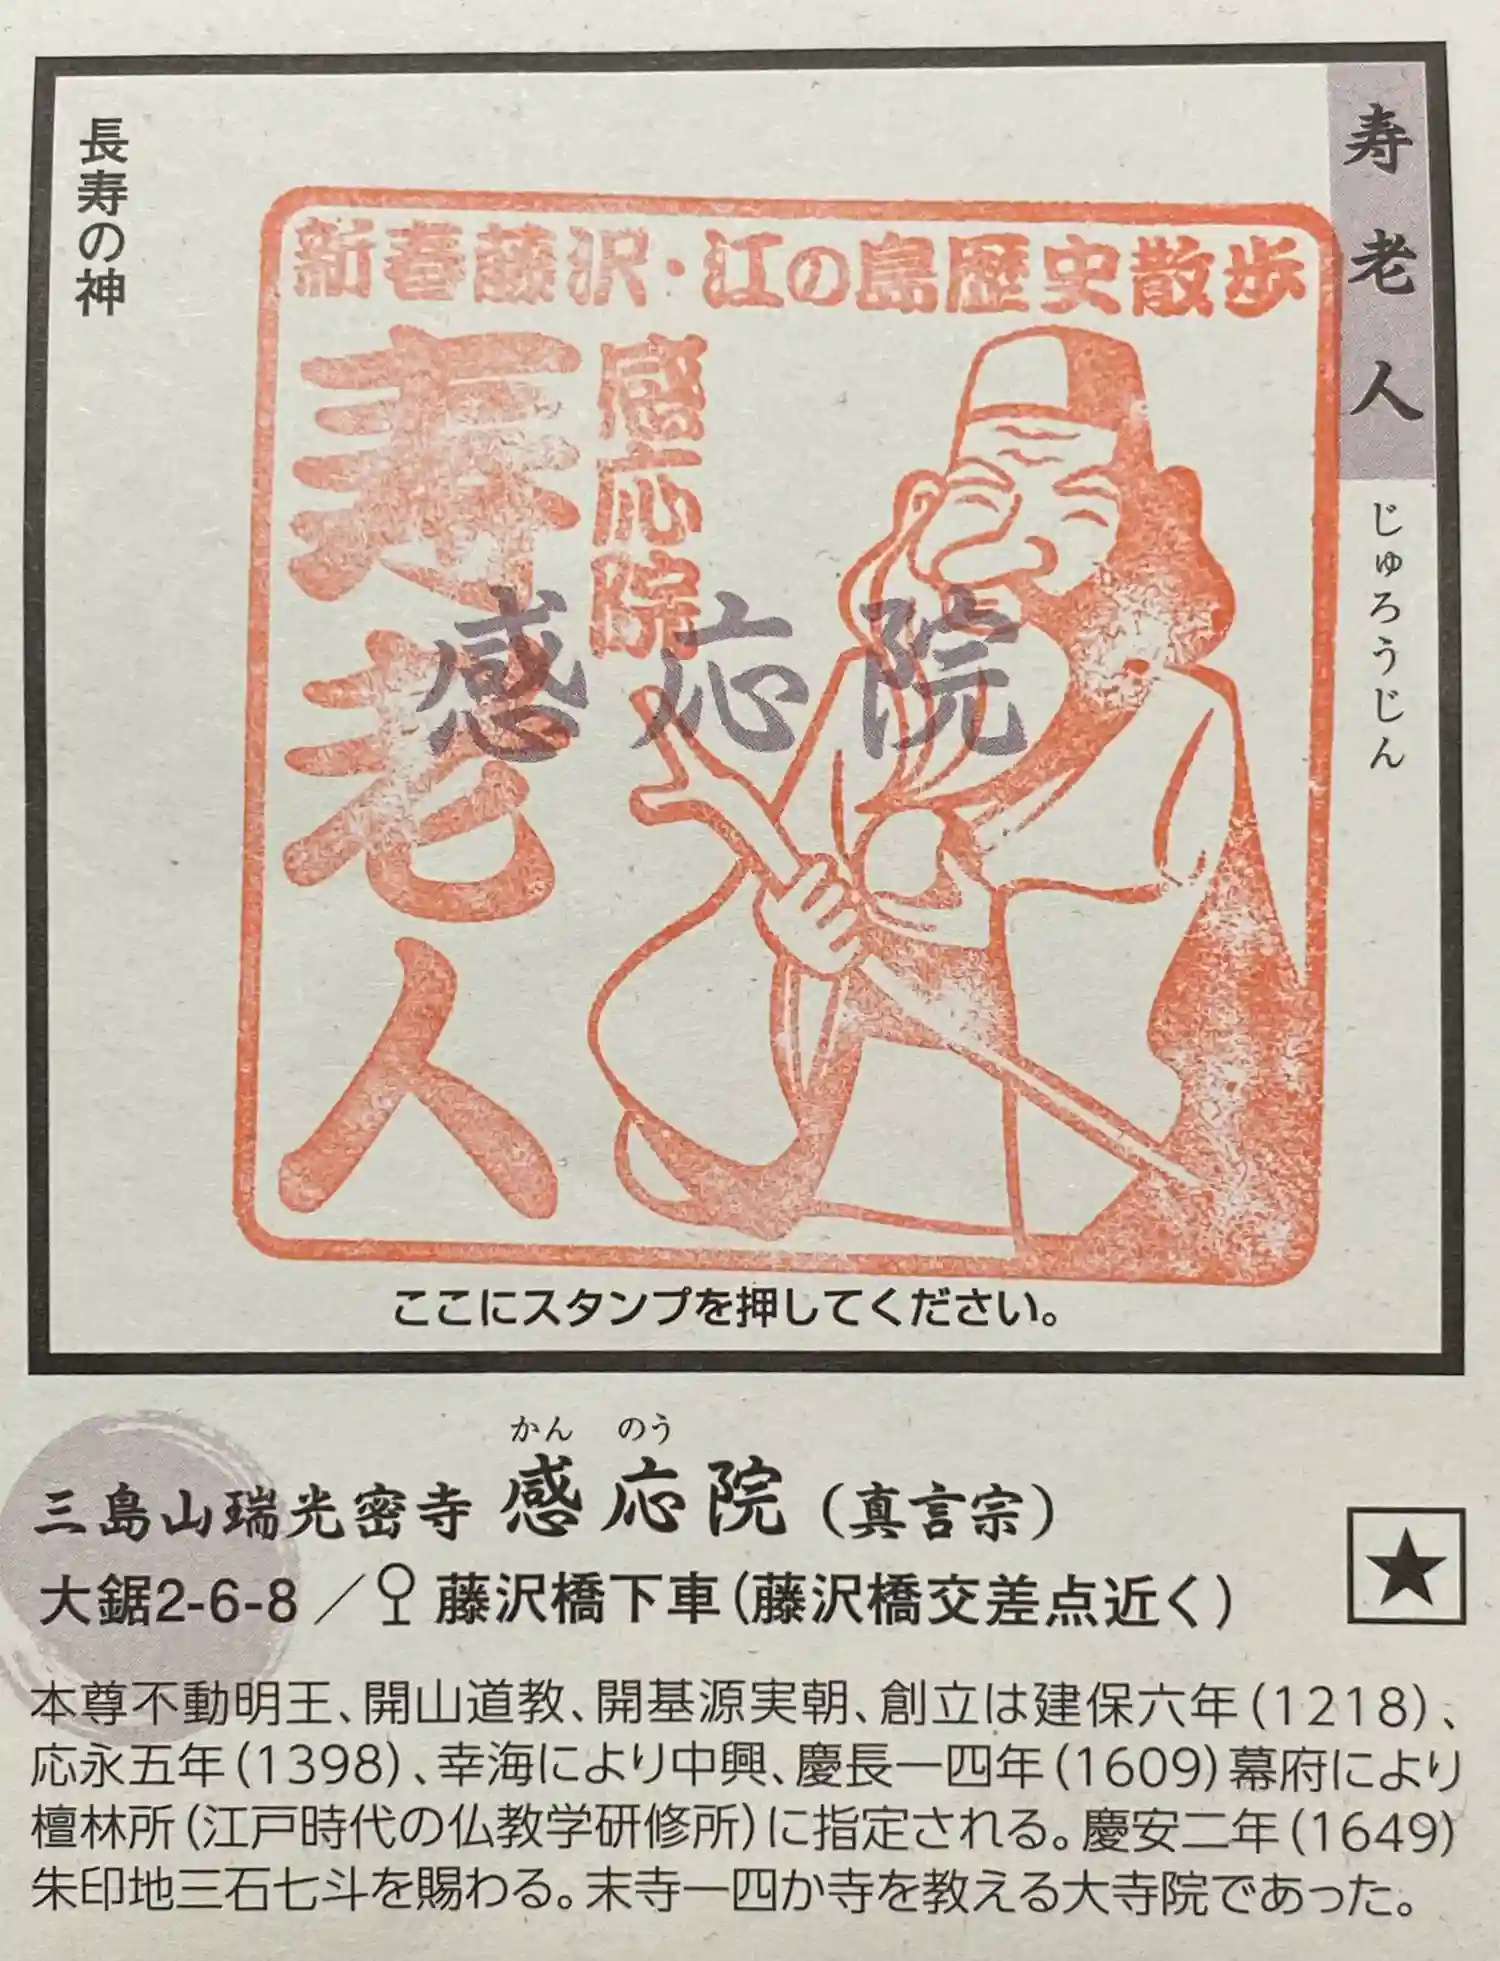 寿老人
じゅろうじん
長寿の神
新春藤沢・江の島歴史散歩
感応院
寿老人
感応院
ここにスタンプを押してください。
かん のう
三島山瑞光密寺 感応院（真言宗）
大鋸2-6-8／藤沢橋下車（藤沢橋交差点近く）
★
本尊不動明王、開山道教、開基源実朝、創立は建保六年（1218）、
応永五年（1398）、幸海により中興、慶長一四年（1609）幕府により
檀林所（江戸時代の仏教学研修所）に指定される。慶安二年（1649）
朱印地三石七斗を賜わる。末寺一四か寺を教える大寺院であった。